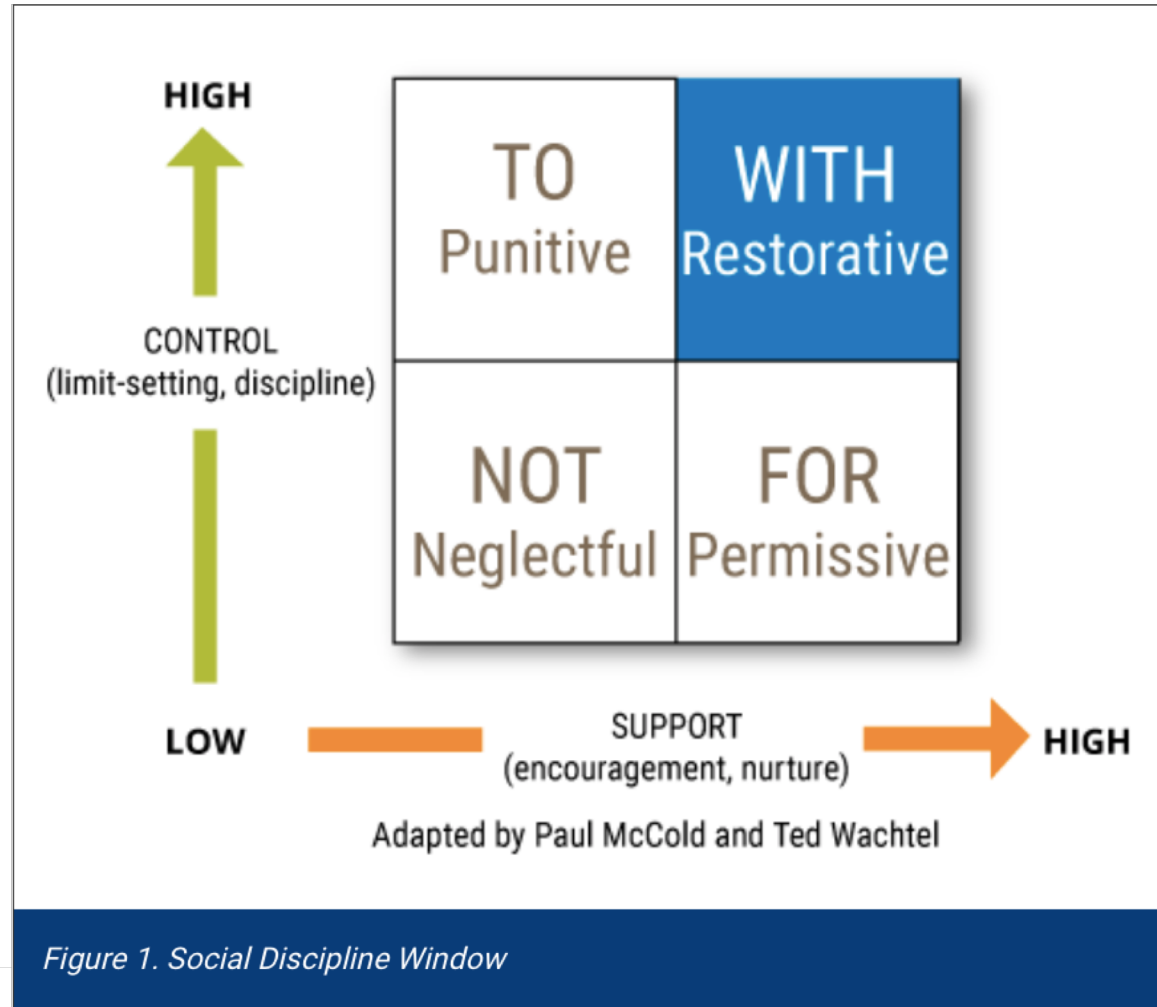 HIGH
TO
Punitive
WITH
Restorative
CONTROL
(limit-setting, discipline)
NOT
Neglectful
FOR
Permissive
LOW
SUPPORT
(encouragement, nurture)
HIGH
Adapted by Paul McCold and Ted Wachtel
Figure 1. Social Discipline Window